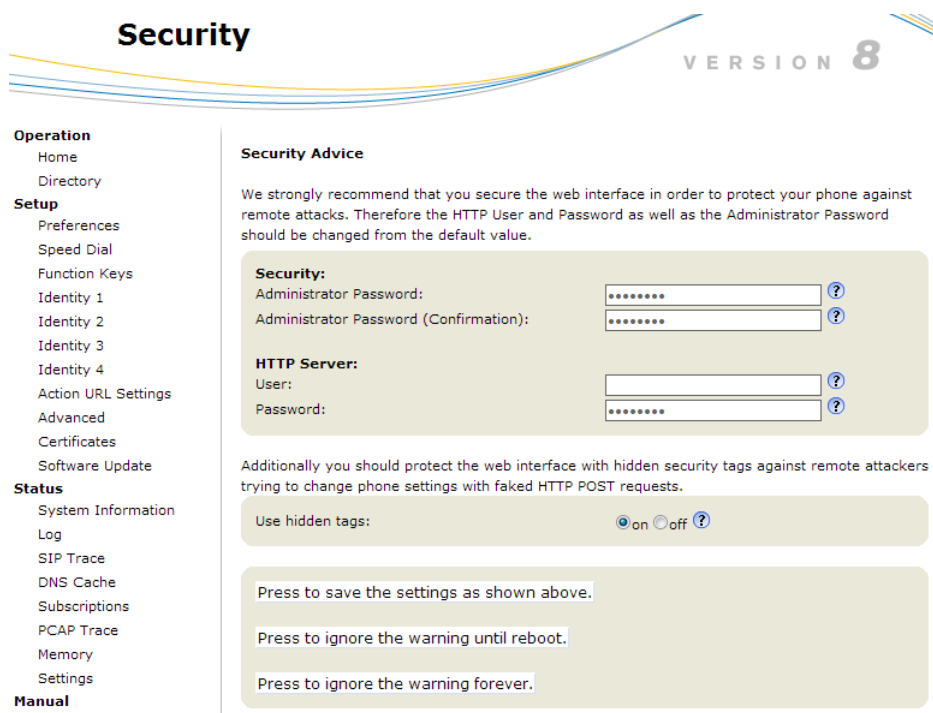 Security
VERSION 8
Operation
Home
Directory
Setup
Preferences
Speed Dial
Function Keys
Identity 1
Identity 2
Identity 3
Identity 4
Action URL Settings
Advanced
Certificates
Software Update
Status
System Information
Log
SIP Trace
DNS Cache
Subscriptions
PCAP Trace
Memory
Settings
Manual
Security Advice
We strongly recommend that you secure the web interface in order to protect your phone against
remote attacks. Therefore the HTTP User and Password as well as the Administrator Password
should be changed from the default value.
Security:
Administrator Password: •••••••• ?
Administrator Password (Confirmation): •••••••• ?
HTTP Server:
User: ?
Password: •••••••• ?
Additionally you should protect the web interface with hidden security tags against remote attackers
trying to change phone settings with faked HTTP POST requests.
Use hidden tags: on off ?
Press to save the settings as shown above.
Press to ignore the warning until reboot.
Press to ignore the warning forever.